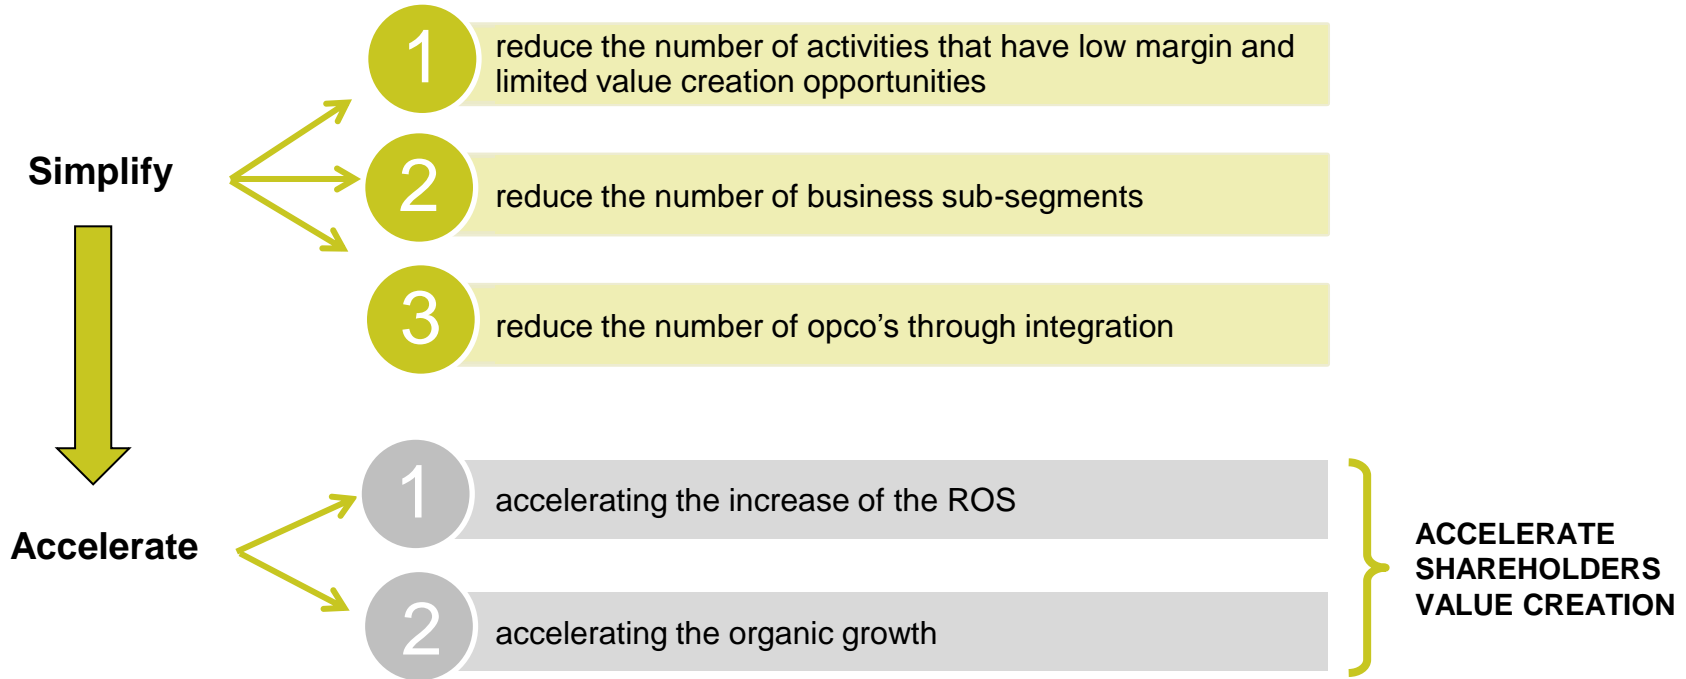 Simplify
1
reduce the number of activities that have low margin and
limited value creation opportunities
2
reduce the number of business sub-segments
3
reduce the number of opco’s through integration
Accelerate
1
accelerating the increase of the ROS
2
accelerating the organic growth
ACCELERATE
SHAREHOLDERS
VALUE CREATION